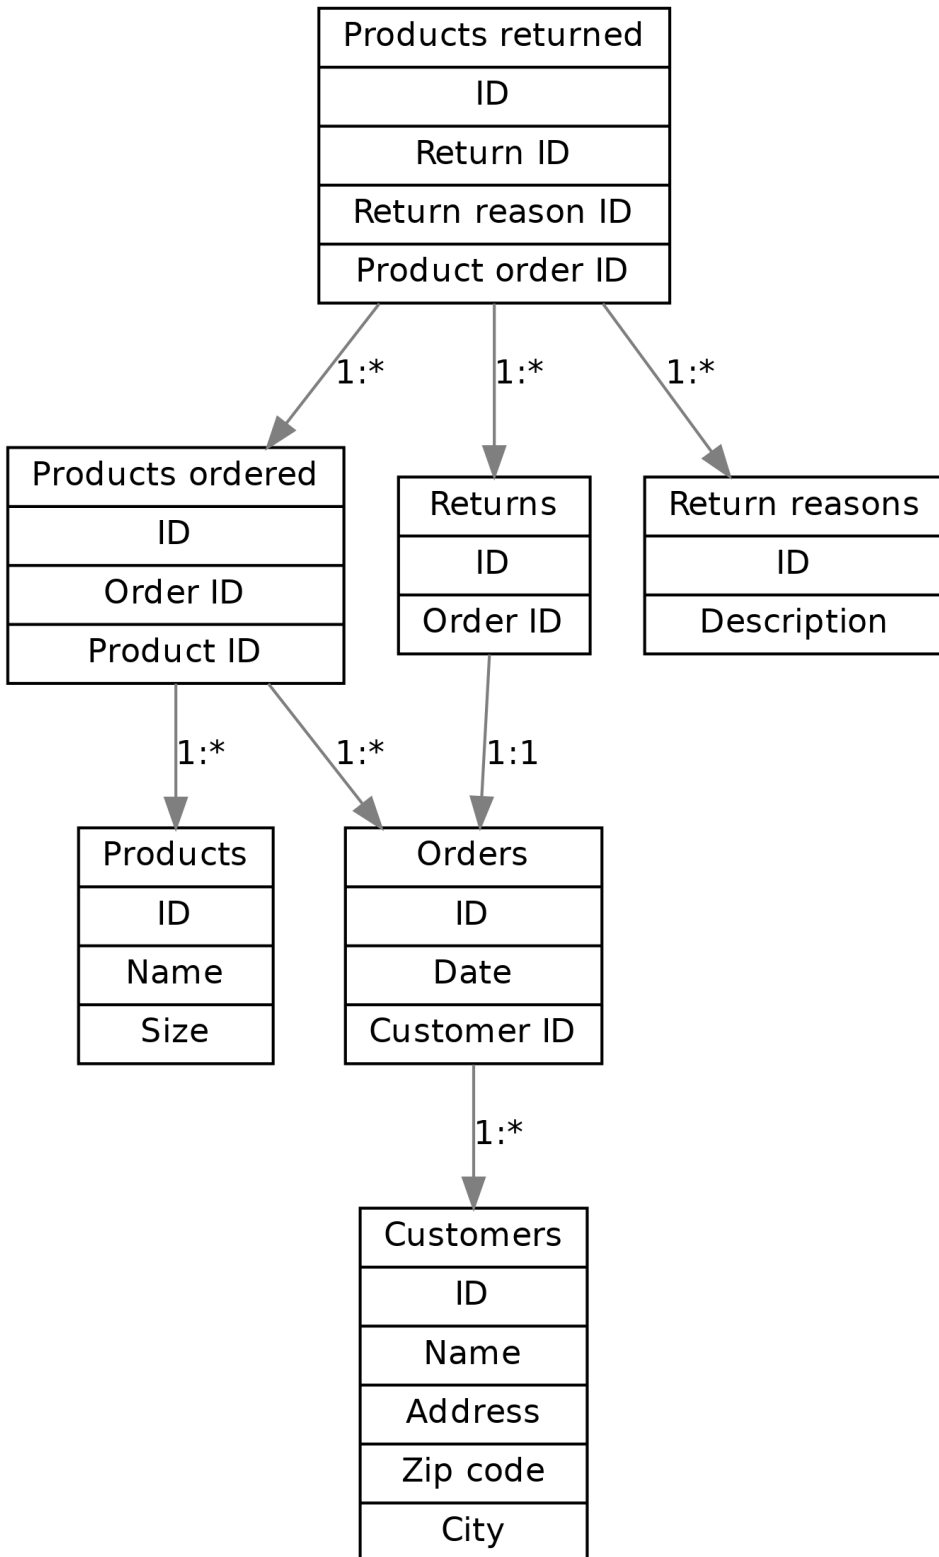 Products returned
ID
Return ID
Return reason ID
Product order ID
1:*
1:*
1:*
Products ordered
ID
Order ID
Product ID
Returns
ID
Order ID
Return reasons
ID
Description
1:*
1:*
1:1
Products
ID
Name
Size
Orders
ID
Date
Customer ID
1:*
Customers
ID
Name
Address
Zip code
City